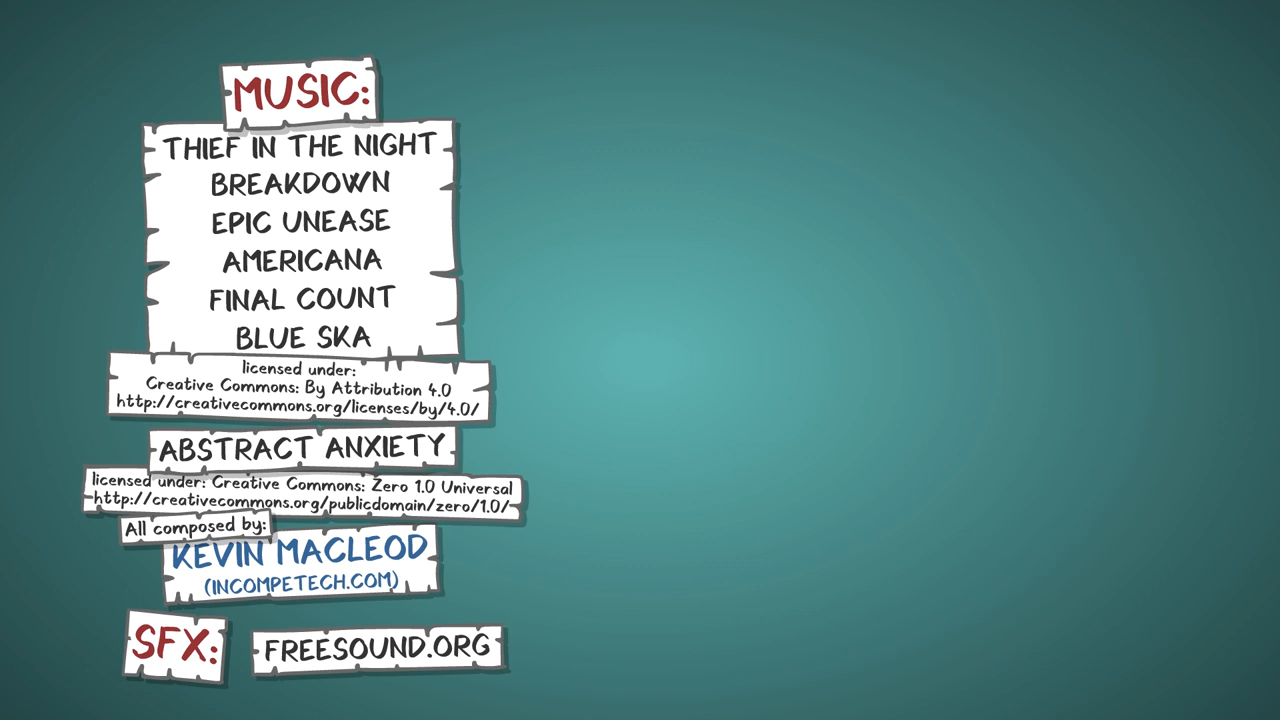 MUSIC:
THIEF IN THE NIGHT
BREAKDOWN
EPIC UNEASE
AMERICANA
FINAL COUNT
BLUE SKA
licensed under:
Creative Commons: By Attribution 4.0
http://creativecommons.org/licenses/by/4.0/
ABSTRACT ANXIETY
licensed under: Creative Commons: Zero 1.0 Universal
http://creativecommons.org/publicdomain/zero/1.0/
All composed by:
KEVIN MACLEOD
(INCOMPETECH.COM)
SFX:
FREESOUND.ORG